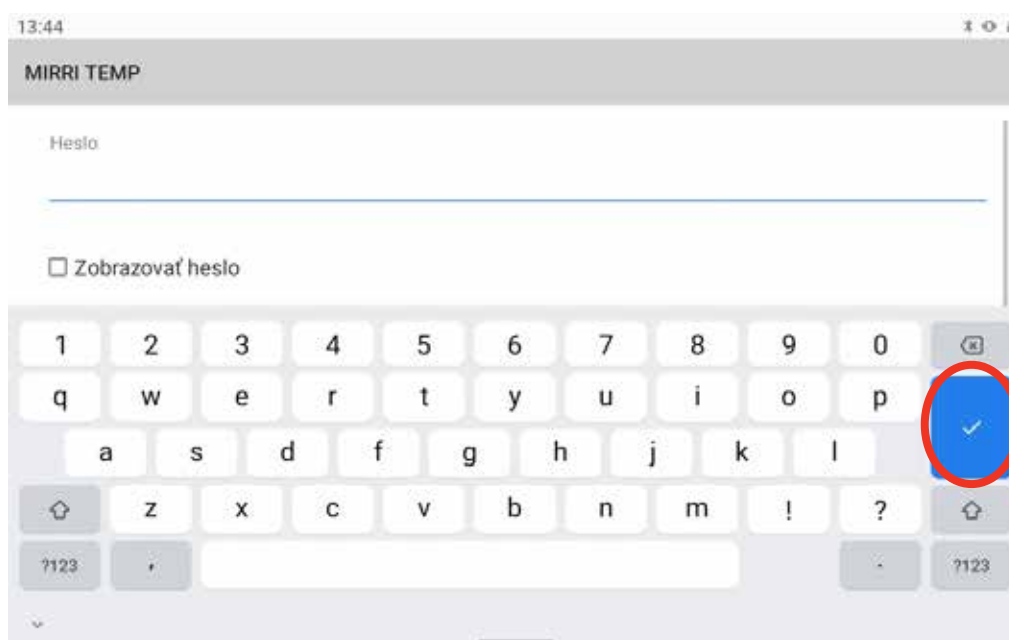 13:44
MIRRI TEMP
Heslo
Zobrazovať heslo
1 2 3 4 5 6 7 8 9 0
q w e r t y u i o p
a s d f g h j k l
z x c v b n m ! ?
?123 , . ?123